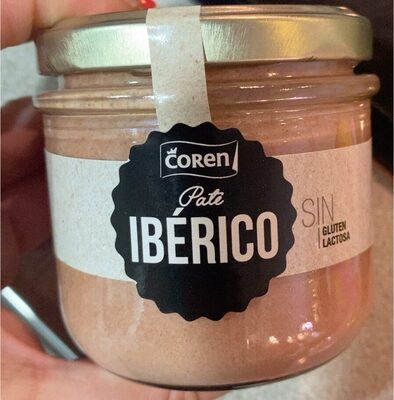 COREN
Paté
IBÉRICO
SIN
GLUTEN
LACTOSA